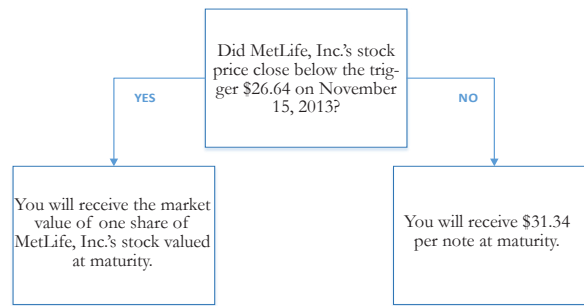 Did MetLife, Inc.'s stock
price close below the trig-
ger $26.64 on November
15, 2013?
YES
NO
You will receive the market
value of one share of
MetLife, Inc.'s stock valued
at maturity.
You will receive $31.34
per note at maturity.